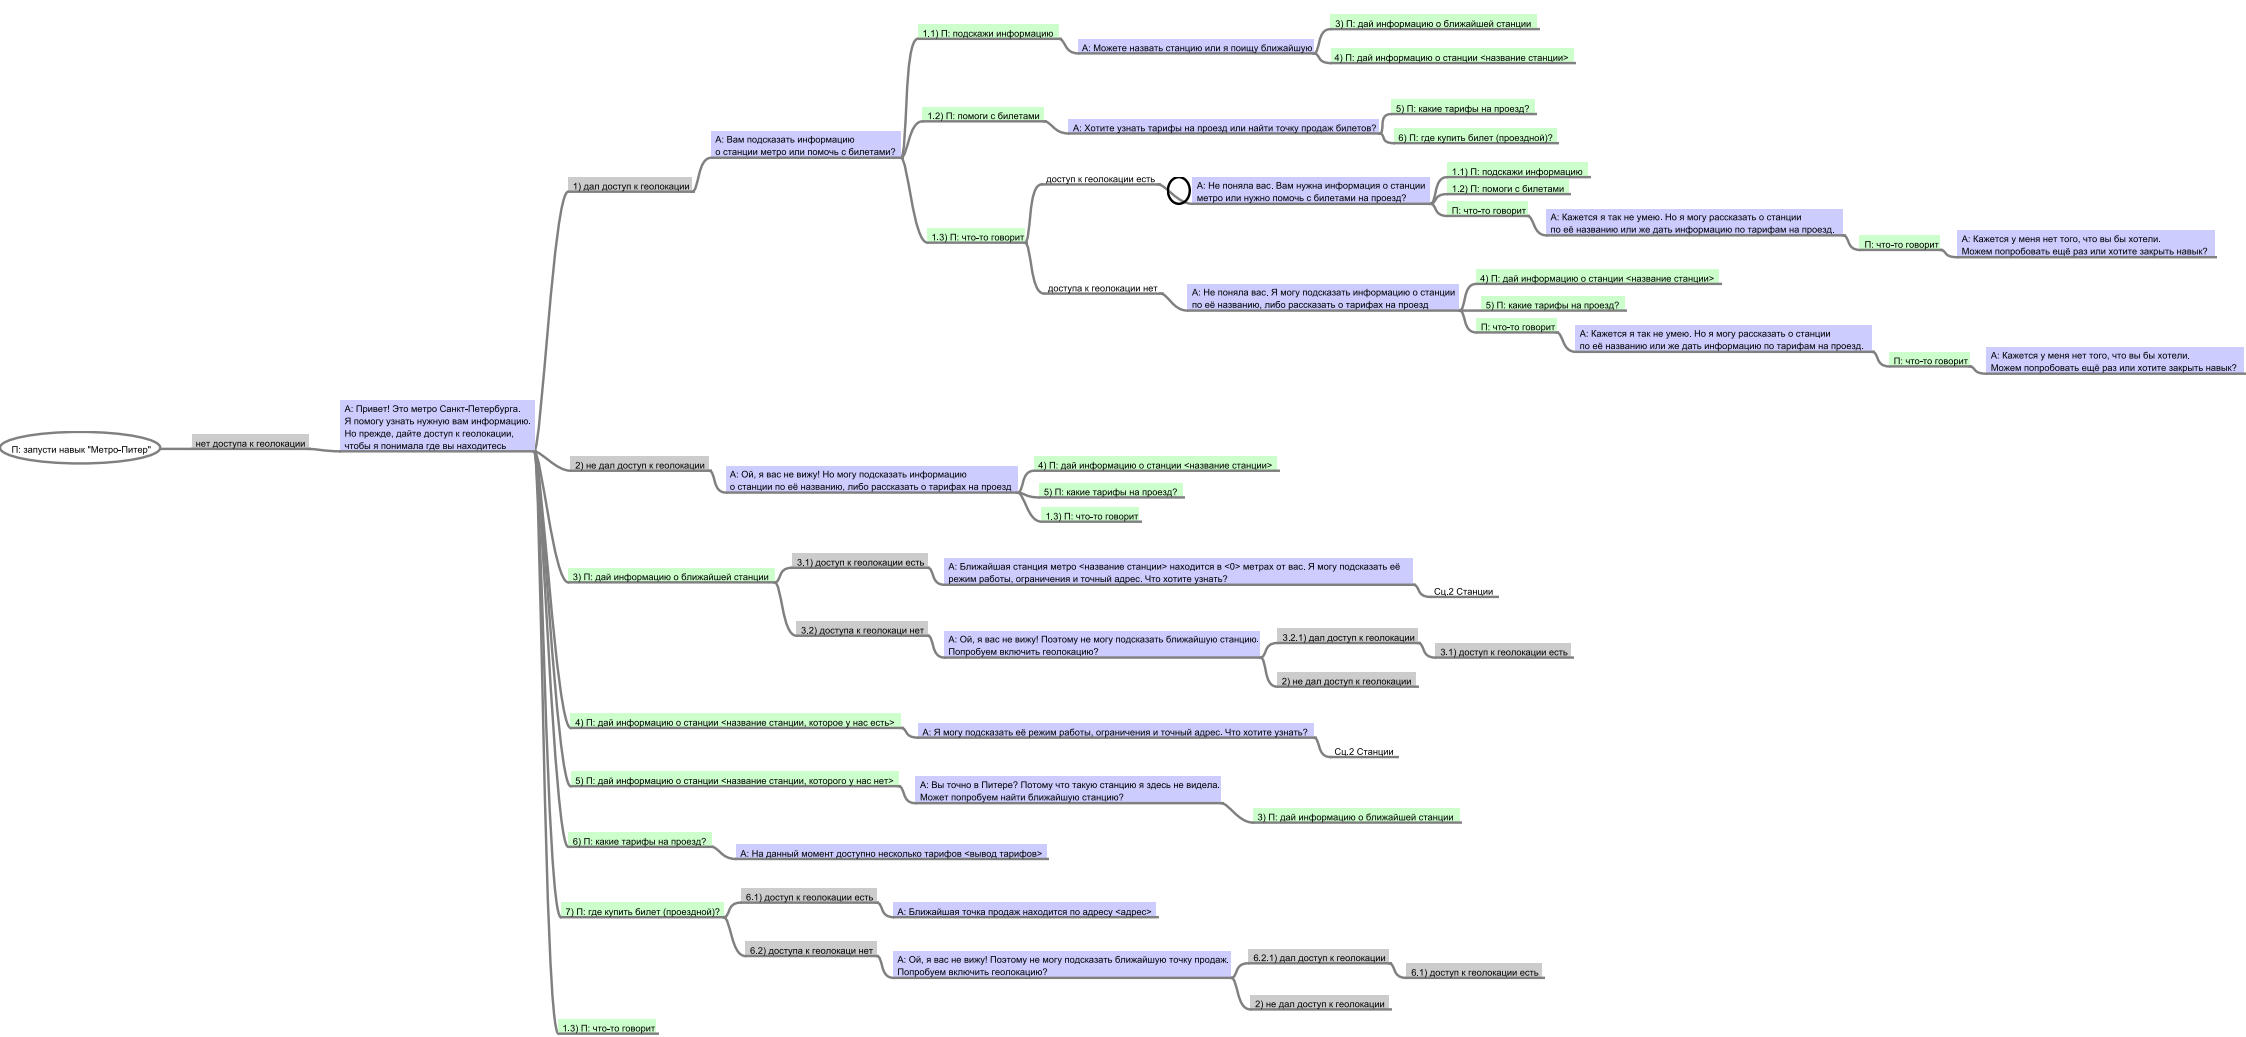 П: запусти навык "Метро-Питер"
нет доступа к геолокации
А: Привет! Это метро Санкт-Петербурга.
Я помогу узнать нужную вам информацию.
Но прежде, дайте доступ к геолокации,
чтобы я понимала где вы находитесь
1) дал доступ к геолокации
А: Вам подсказать информацию
о станции метро или помочь с билетами?
1.1) П: подскажи информацию
А: Можете назвать станцию или я поищу ближайшую
3) П: дай информацию о ближайшей станции
4) П: дай информацию о станции <название станции>
1.2) П: помоги с билетами
А: Хотите узнать тарифы на проезд или найти точку продаж билетов?
5) П: какие тарифы на проезд?
6) П: где купить билет (проездной)?
1.3) П: что-то говорит
доступ к геолокации есть
А: Не поняла вас. Вам нужна информация о станции
метро или нужно помочь с билетами на проезд?
1.1) П: подскажи информацию
1.2) П: помоги с билетами
П: что-то говорит
А: Кажется я так не умею. Но я могу рассказать о станции
по её названию или же дать информацию по тарифам на проезд.
П: что-то говорит
А: Кажется у меня нет того, что вы бы хотели.
Можем попробовать ещё раз или хотите закрыть навык?
доступа к геолокации нет
А: Не поняла вас. Я могу подсказать информацию о станции
по её названию, либо рассказать о тарифах на проезд
4) П: дай информацию о станции <название станции>
5) П: какие тарифы на проезд?
П: что-то говорит
А: Кажется я так не умею. Но я могу рассказать о станции
по её названию или же дать информацию по тарифам на проезд.
П: что-то говорит
А: Кажется у меня нет того, что вы бы хотели.
Можем попробовать ещё раз или хотите закрыть навык?
2) не дал доступ к геолокации
А: Ой, я вас не вижу! Но могу подсказать информацию
о станции по её названию, либо рассказать о тарифах на проезд
4) П: дай информацию о станции <название станции>
5) П: какие тарифы на проезд?
1.3) П: что-то говорит
3) П: дай информацию о ближайшей станции
3.1) доступ к геолокации есть
А: Ближайшая станция метро <название станции> находится в <0> метрах от вас. Я могу подсказать её
режим работы, ограничения и точный адрес. Что хотите узнать?
Сц.2 Станции
3.2) доступа к геолокаци нет
А: Ой, я вас не вижу! Поэтому не могу подсказать ближайшую станцию.
Попробуем включить геолокацию?
3.2.1) дал доступ к геолокации
3.1) доступ к геолокации есть
2) не дал доступ к геолокации
4) П: дай информацию о станции <название станции, которое у нас есть>
А: Я могу подсказать её режим работы, ограничения и точный адрес. Что хотите узнать?
Сц.2 Станции
5) П: дай информацию о станции <название станции, которого у нас нет>
А: Вы точно в Питере? Потому что такую станцию я здесь не видела.
Может попробуем найти ближайшую станцию?
3) П: дай информацию о ближайшей станции
6) П: какие тарифы на проезд?
А: На данный момент доступно несколько тарифов <вывод тарифов>
7) П: где купить билет (проездной)?
6.1) доступ к геолокации есть
А: Ближайшая точка продаж находится по адресу <адрес>
6.2) доступа к геолокаци нет
А: Ой, я вас не вижу! Поэтому не могу подсказать ближайшую точку продаж.
Попробуем включить геолокацию?
6.2.1) дал доступ к геолокации
6.1) доступ к геолокации есть
2) не дал доступ к геолокации
1.3) П: что-то говорит